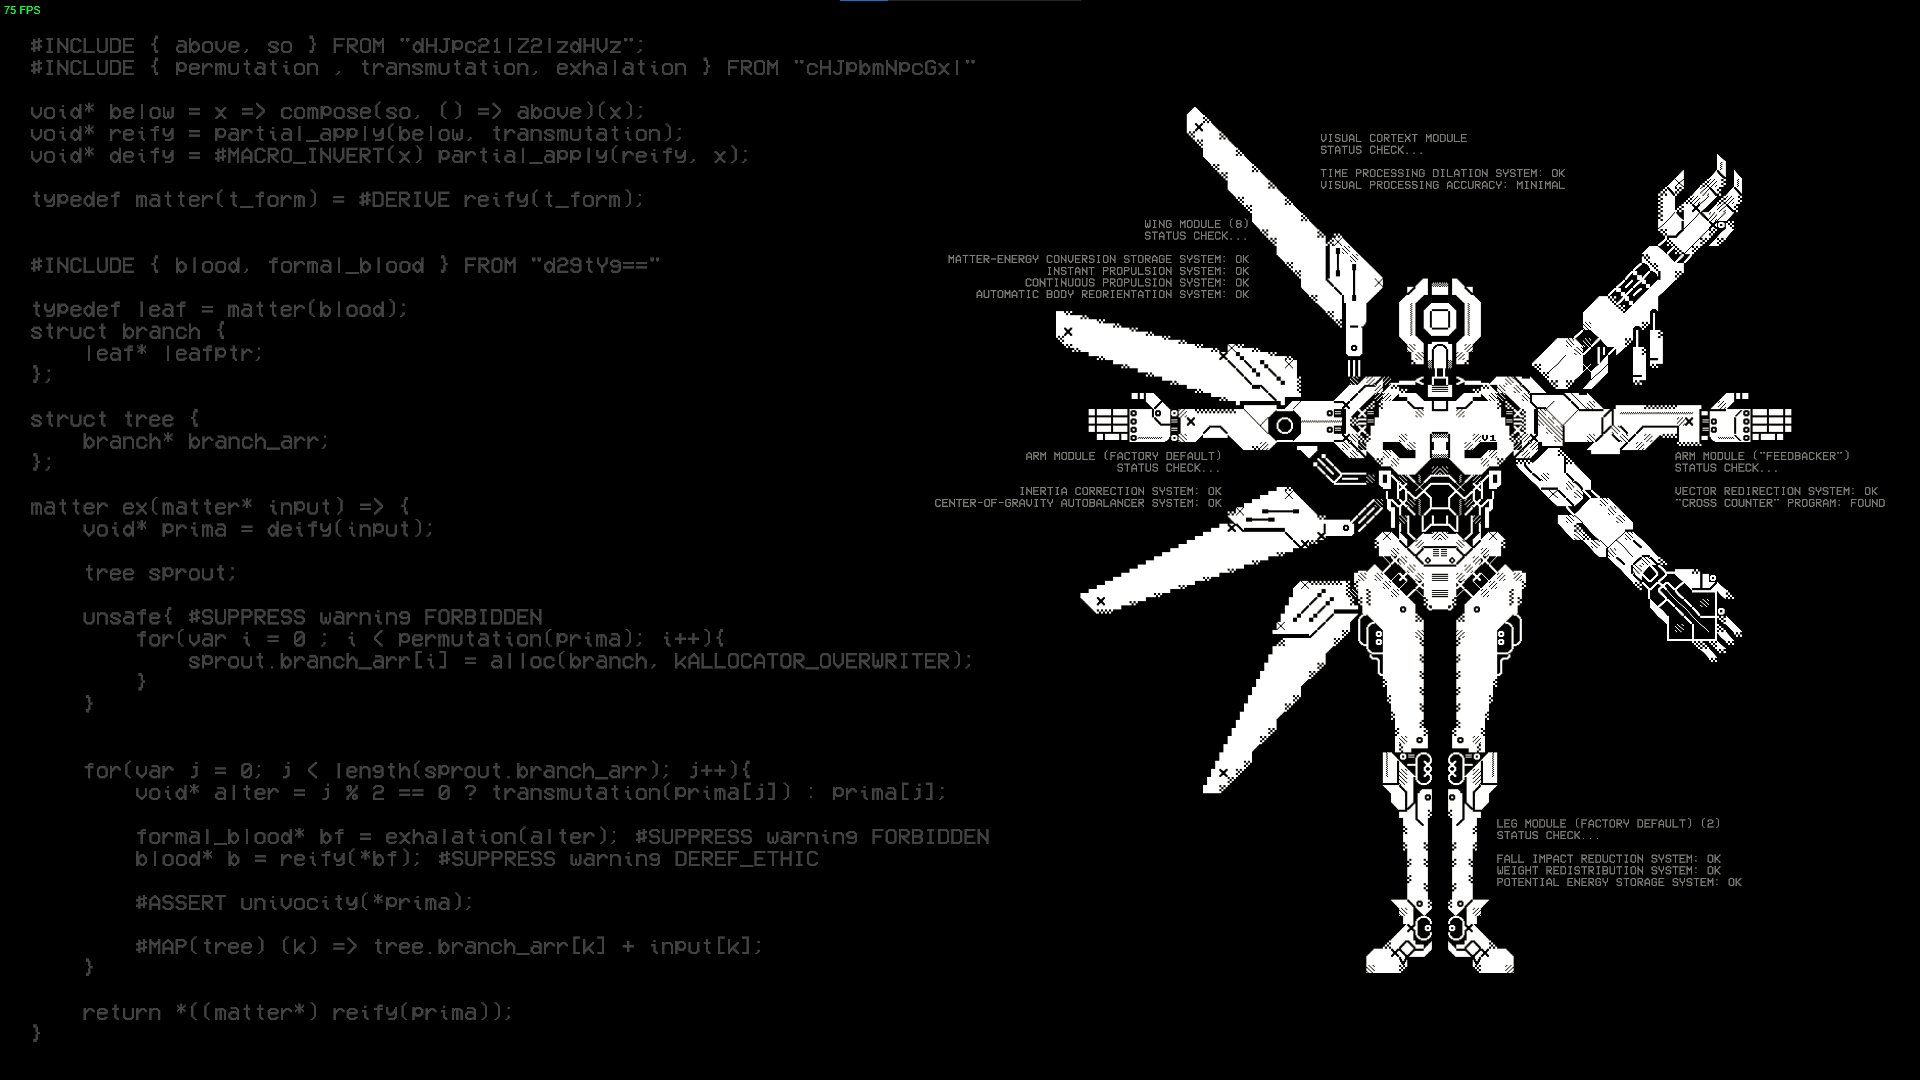 75 FPS
#INCLUDE { above, so } FROM "dHJpc21lZ2lzdHVz";
#INCLUDE { permutation , transmutation, exhalation } FROM "cHJpbmNpcGxl"
void* below = x => compose(so, () => above)(x);
void* reify = partial_apply(below, transmutation);
void* deify = #MACRO_INVERT(x) partial_apply(reify, x);
typedef matter(t_form) = #DERIVE reify(t_form);
#INCLUDE { blood, formal_blood } FROM "d29tYg=="
typedef leaf = matter(blood);
struct branch {
leaf* leafptr;
};
struct tree {
branch* branch_arr;
};
matter ex(matter* input) => {
void* prima = deify(input);
tree sprout;
unsafe{ #SUPPRESS warning FORBIDDEN
for(var i = 0 ; i < permutation(prima); i++){
sprout.branch_arr[i] = alloc(branch, kALLOCATOR_OVERWRITER);
}
}
for(var j = 0; j < length(sprout.branch_arr); j++){
void* alter = j % 2 == 0 ? transmutation(prima[j]) : prima[j];
formal_blood* bf = exhalation(alter); #SUPPRESS warning FORBIDDEN
blood* b = reify(*bf); #SUPPRESS warning DEREF_ETHIC
#ASSERT univocity(*prima);
#MAP(tree) (k) => tree.branch_arr[k] + input[k];
}
return *((matter*) reify(prima));
}
VISUAL CORTEXT MODULE
STATUS CHECK...
TIME PROCESSING DILATION SYSTEM: OK
VISUAL PROCESSING ACCURACY: MINIMAL
WING MODULE (8)
STATUS CHECK...
MATTER-ENERGY CONVERSION STORAGE SYSTEM: OK
INSTANT PROPULSION SYSTEM: OK
CONTINUOUS PROPULSION SYSTEM: OK
AUTOMATIC BODY REORIENTATION SYSTEM: OK
V1
ARM MODULE (FACTORY DEFAULT)
STATUS CHECK...
INERTIA CORRECTION SYSTEM: OK
CENTER-OF-GRAVITY AUTOBALANCER SYSTEM: OK
ARM MODULE ("FEEDBACKER")
STATUS CHECK...
VECTOR REDIRECTION SYSTEM: OK
"CROSS COUNTER" PROGRAM: FOUND
LEG MODULE (FACTORY DEFAULT) (2)
STATUS CHECK...
FALL IMPACT REDUCTION SYSTEM: OK
WEIGHT REDISTRIBUTION SYSTEM: OK
POTENTIAL ENERGY STORAGE SYSTEM: OK